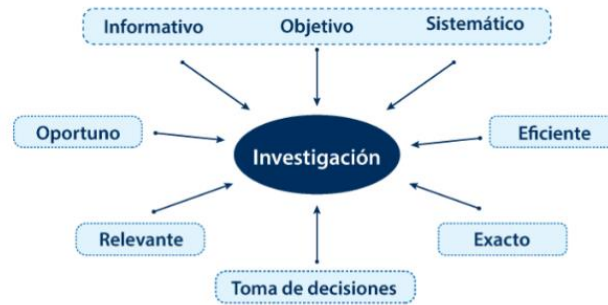 Informativo Objetivo Sistemático
Oportuno
Eficiente
Investigación
Relevante
Exacto
Toma de decisiones